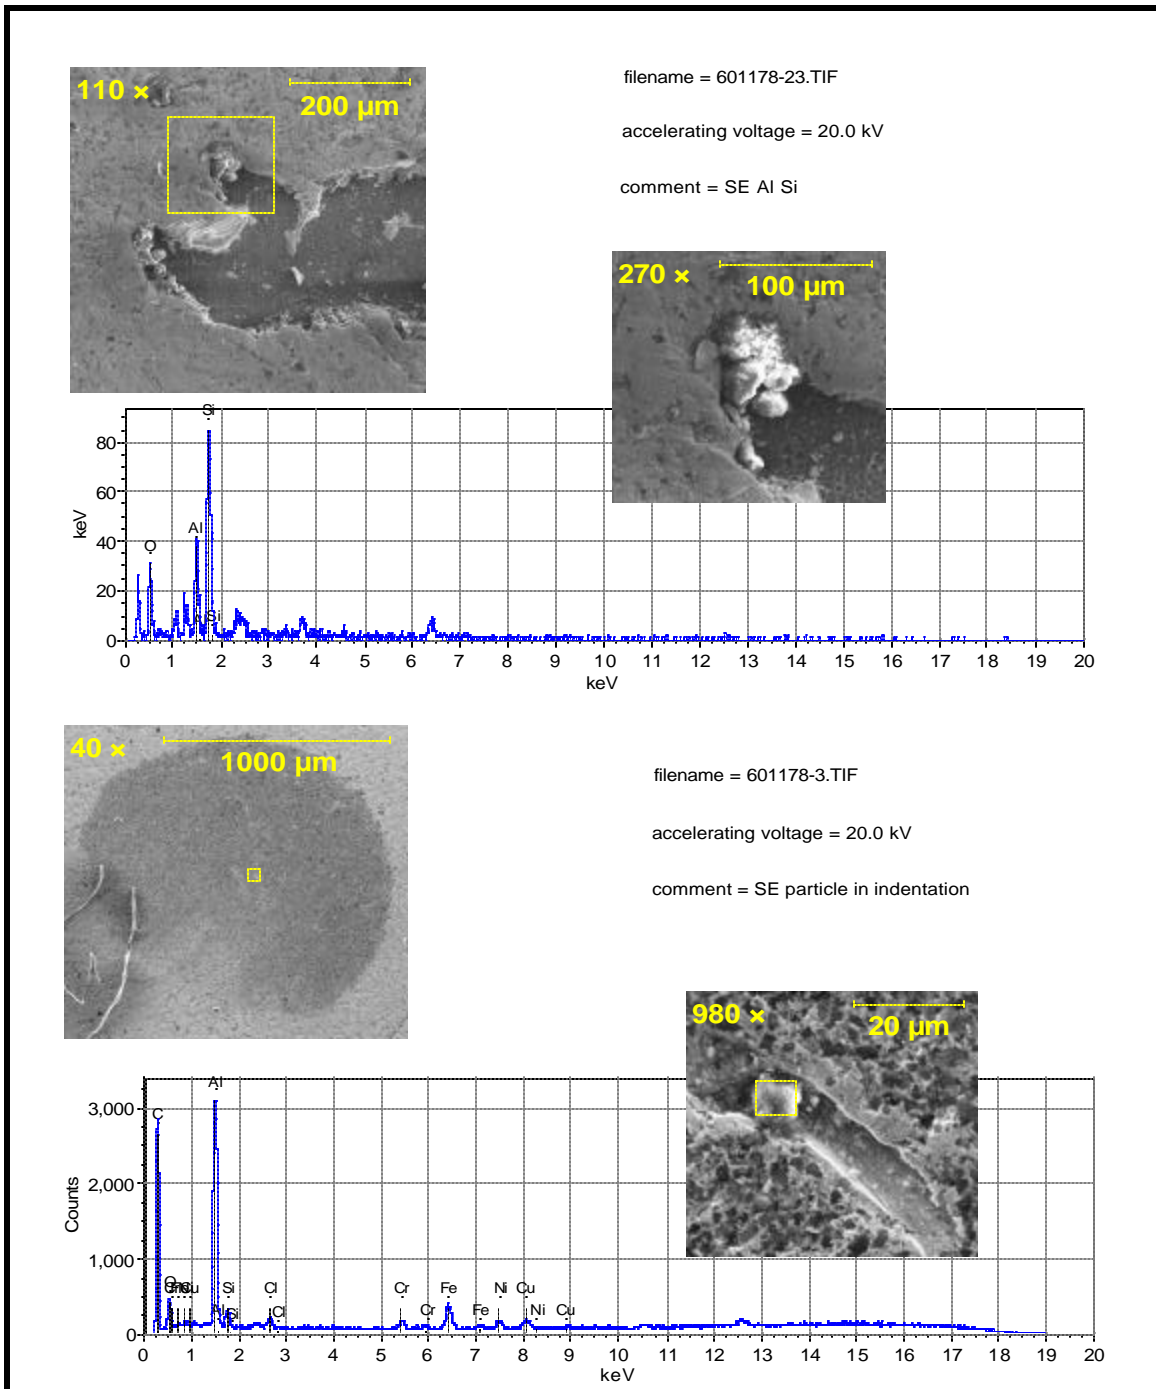 110 ×
200 µm
filename = 601178-23.TIF
accelerating voltage = 20.0 kV
comment = SE Al Si
270 ×
100 µm
Si
Al
O
Si
80
60
40
20
0
keV
0 1 2 3 4 5 6 7 8 9 10 11 12 13 14 15 16 17 18 19 20
keV
40 ×
1000 µm
filename = 601178-3.TIF
accelerating voltage = 20.0 kV
comment = SE particle in indentation
980 ×
20 µm
Al
C
3,000
2,000
1,000
0
Counts
O
Cu
Si
Cl
Cr
Fe
Ni
Cu
Al
Si
Cl
Cr
Fe
Ni
Cu
0 1 2 3 4 5 6 7 8 9 10 11 12 13 14 15 16 17 18 19 20
keV